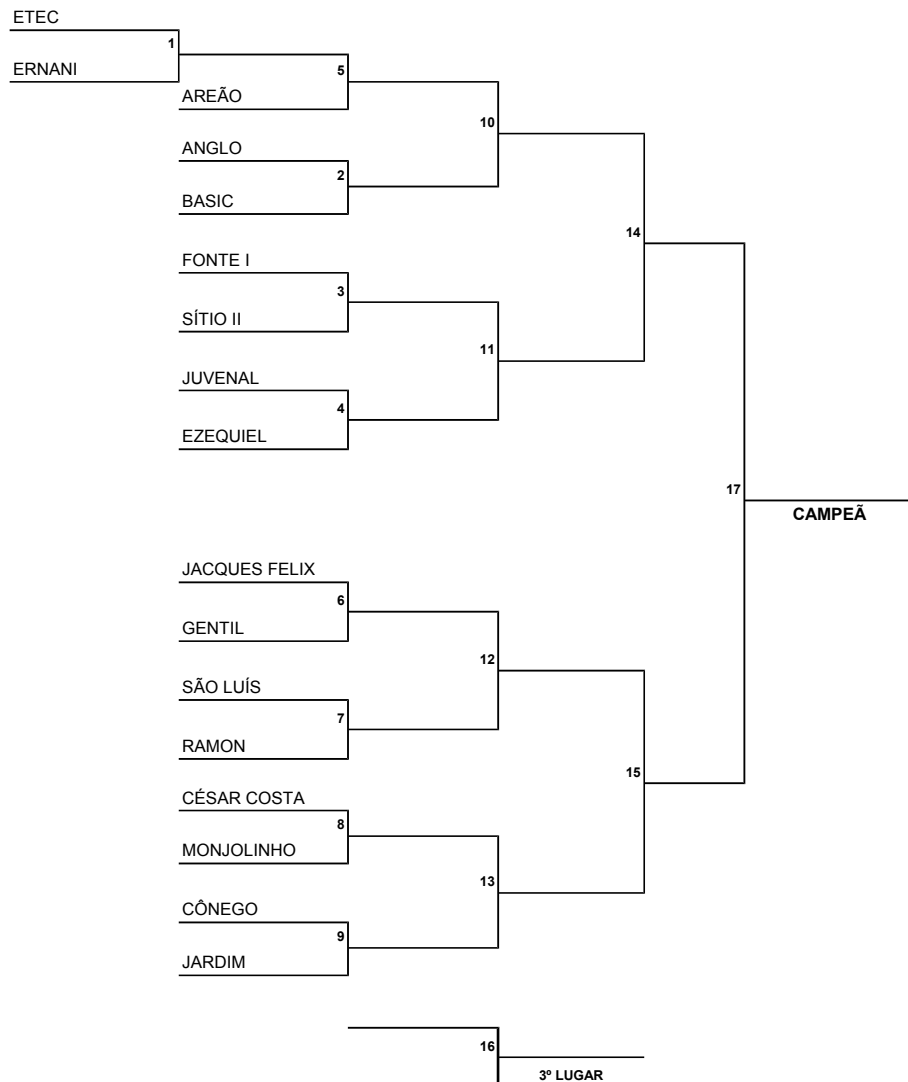 ETEC
1
ERNANI
5
AREÃO
10
ANGLO
2
BASIC
14
FONTE I
3
SÍTIO II
11
JUVENAL
4
EZEQUIEL
17
CAMPEÃ
JACQUES FELIX
6
GENTIL
12
SÃO LUÍS
7
RAMON
15
CÉSAR COSTA
8
MONJOLINHO
13
CÔNEGO
9
JARDIM
16
3º LUGAR